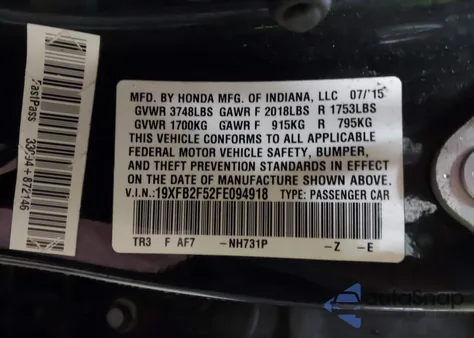 MFD. BY HONDA MFG. OF INDIANA, LLC 07/'15
GVWR 3748LBS GAWR F 2018LBS R 1753LBS
GVWR 1700KG GAWR F 915KG R 795KG
THIS VEHICLE CONFORMS TO ALL APPLICABLE
FEDERAL MOTOR VEHICLE SAFETY, BUMPER,
AND THEFT PREVENTION STANDARDS IN EFFECT
ON THE DATE OF MANUFACTURE SHOWN ABOVE.
V.I.N.:19XFB2F52FE094918 TYPE: PASSENGER CAR
TR3 F AF7 -NH731P -Z -E
FastPass
33094+872146
AutoSnap